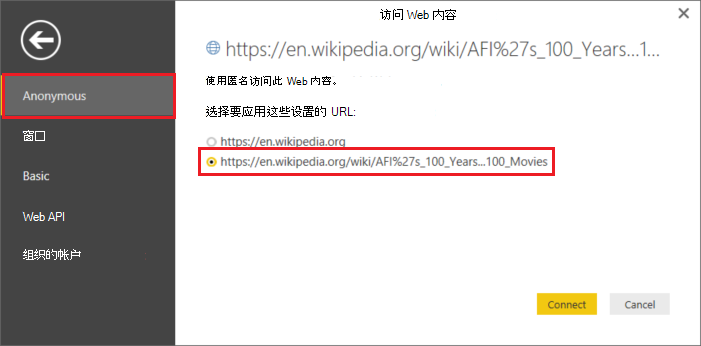 访问 Web 内容
https://en.wikipedia.org/wiki/AFI%27s_100_Years...1...
使用匿名访问此 Web 内容。
选择要应用这些设置的 URL:
https://en.wikipedia.org
https://en.wikipedia.org/wiki/AFI%27s_100_Years...100_Movies
Anonymous
窗口
Basic
Web API
组织的帐户
Connect
Cancel